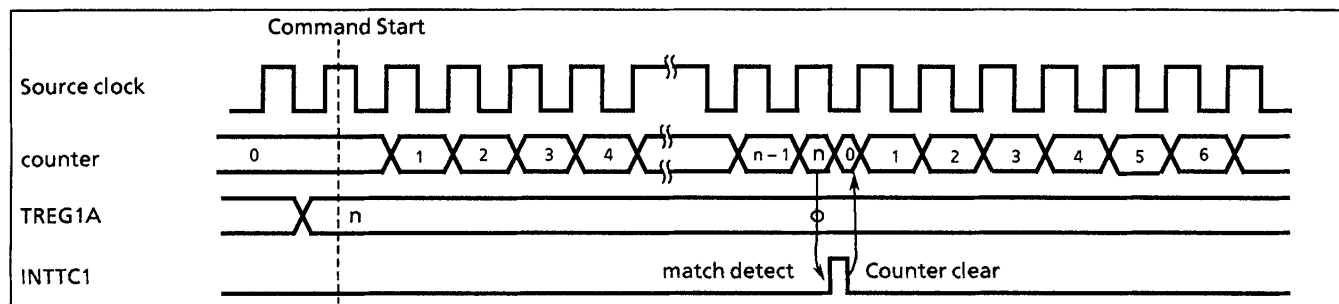 Command Start
Source clock
counter 0 1 2 3 4 n – 1 n 0 1 2 3 4 5 6
TREG1A n
INTTC1 match detect Counter clear